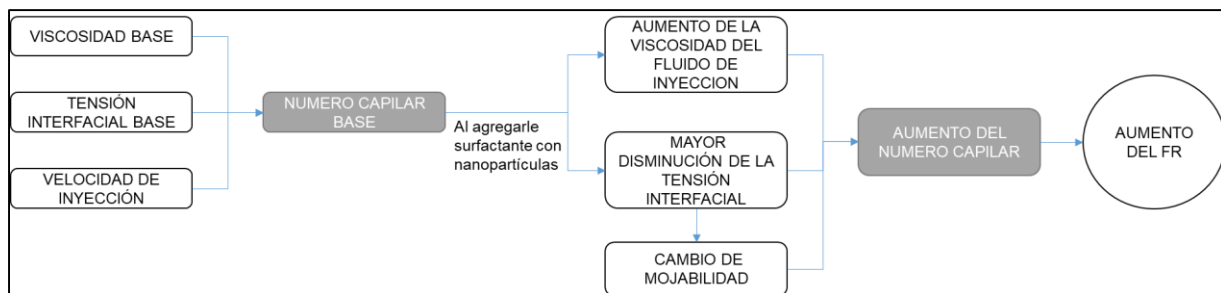 VISCOSIDAD BASE
TENSIÓN
INTERFACIAL BASE
VELOCIDAD DE
INYECCIÓN
NUMERO CAPILAR
BASE
Al agregarle
surfactante con
nanopartículas
AUMENTO DE LA
VISCOSIDAD DEL
FLUIDO DE
INYECCION
MAYOR
DISMINUCIÓN DE LA
TENSIÓN
INTERFACIAL
CAMBIO DE
MOJABILIDAD
AUMENTO DEL
NUMERO CAPILAR
AUMENTO
DEL FR